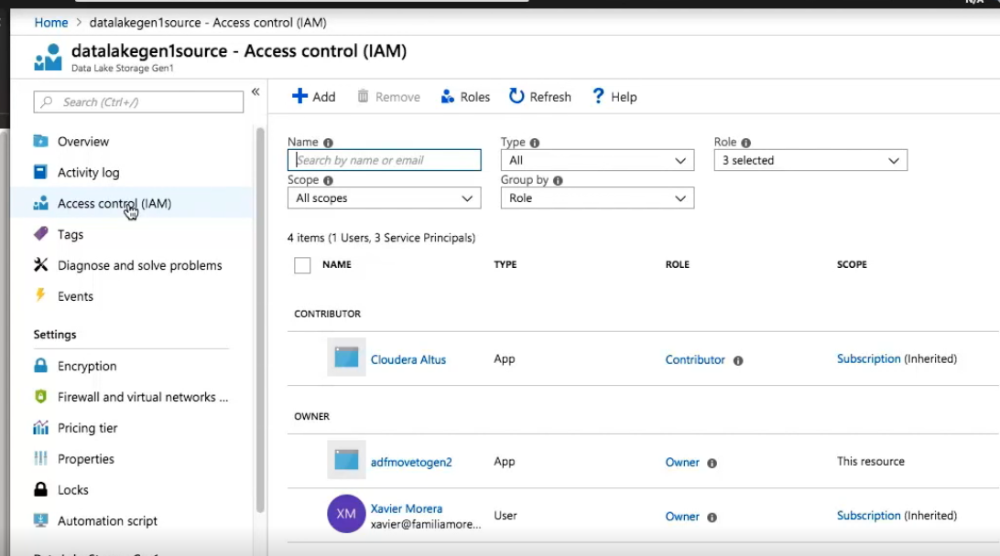 N/A
Home > datalakegen1source - Access control (IAM)
datalakegen1source - Access control (IAM)
Data Lake Storage Gen1
Search (Ctrl+/)
«
Overview
Activity log
Access control (IAM)
Tags
Diagnose and solve problems
Events
Settings
Encryption
Firewall and virtual networks ...
Pricing tier
Properties
Locks
Automation script
Add
Remove
Roles
Refresh
? Help
Name
Search by name or email
Type
All
Role
3 selected
Scope
All scopes
Group by
Role
4 items (1 Users, 3 Service Principals)
NAME TYPE ROLE SCOPE
CONTRIBUTOR
Cloudera Altus App Contributor Subscription (Inherited)
OWNER
adfmovetogen2 App Owner This resource
XM Xavier Morera User Owner Subscription (Inherited)
xavier@familiamore...